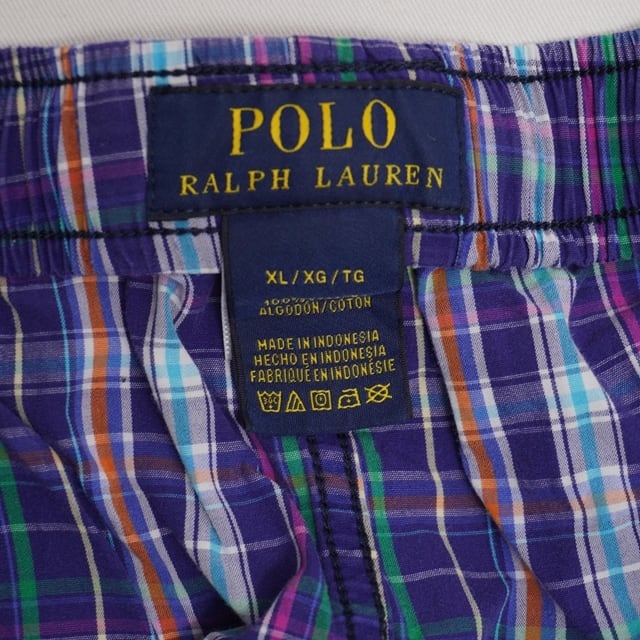 POLO
RALPH LAUREN
XL/XG/TG
ALGODON/COTON
MADE IN INDONESIA
HECHO EN INDONESIA
FABRIQUÉ EN INDONÉSIE